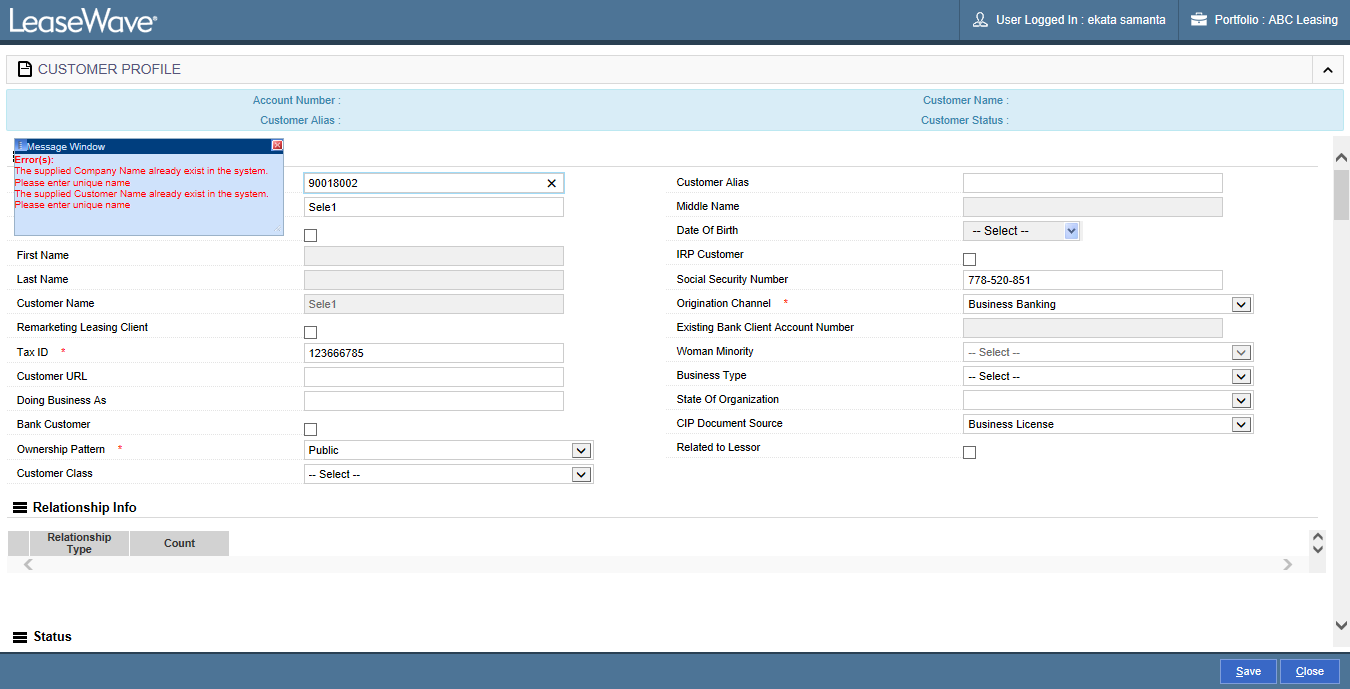 LeaseWave®
User Logged In : ekata samanta
Portfolio : ABC Leasing
CUSTOMER PROFILE
Account Number :
Customer Name :
Customer Alias :
Customer Status :
Message Window
Error(s):
The supplied Company Name already exist in the system.
Please enter unique name
The supplied Customer Name already exist in the system.
Please enter unique name
90018002
Sele1
First Name
Last Name
Customer Name
Sele1
Remarketing Leasing Client
Tax ID *
123666785
Customer URL
Doing Business As
Bank Customer
Ownership Pattern *
Public
Customer Class
-- Select --
Customer Alias
Middle Name
Date Of Birth
-- Select --
IRP Customer
Social Security Number
778-520-851
Origination Channel *
Business Banking
Existing Bank Client Account Number
Woman Minority
-- Select --
Business Type
-- Select --
State Of Organization
CIP Document Source
Business License
Related to Lessor
Relationship Info
Relationship
Type
Count
Status
Save
Close